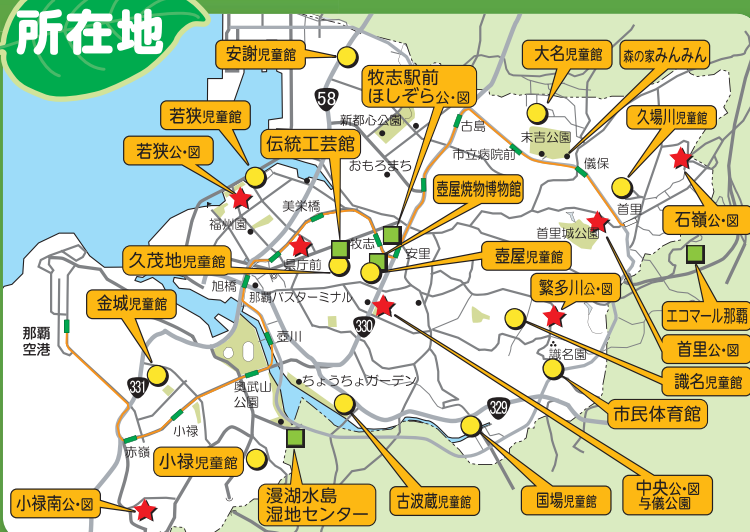 所在地
安謝児童館
大名児童館
森の家みんみん
牧志駅前
ほしぞら公・図
58
新都心公園
古島
末吉公園
若狭児童館
久場川児童館
若狭公・図
伝統工芸館
おもろまち
市立病院前
儀保
壺屋焼物博物館
首里
美栄橋
福州園
石嶺公・図
首里城公園
牧志
安里
壺屋児童館
久茂地児童館
県庁前
旭橋
那覇バスターミナル
繁多川公・図
金城児童館
エコマール那覇
那覇
空港
330
壺川
首里公・図
識名園
識名児童館
331
奥武山
公園
ちょうちょガーデン
329
市民体育館
小禄
赤嶺
小禄児童館
小禄南公・図
漫湖水鳥
湿地センター
古波蔵児童館
国場児童館
中央公・図
与儀公園